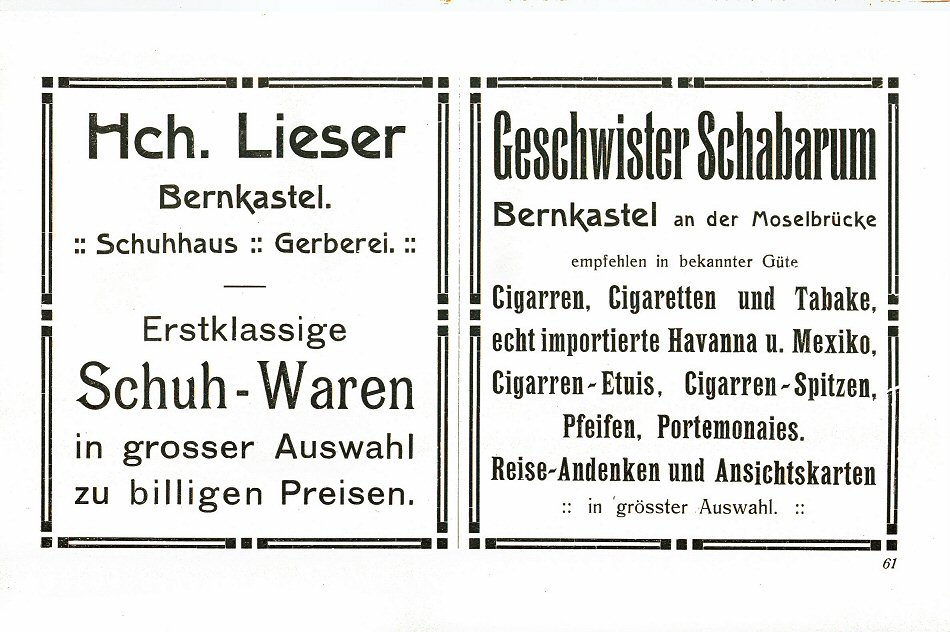 Hch. Lieser
Bernkastel.
:: Schuhhaus :: Gerberei. ::
Erstklassige
Schuh-Waren
in grosser Auswahl
zu billigen Preisen.
Geschwister Schabarum
Bernkastel an der Moselbrücke
empfehlen in bekannter Güte
Cigarren, Cigaretten und Tabake,
echt importierte Havanna u. Mexiko,
Cigarren-Etuis, Cigarren-Spitzen,
Pfeifen, Portemonaies.
Reise-Andenken und Ansichtskarten
:: in grösster Auswahl. ::
61